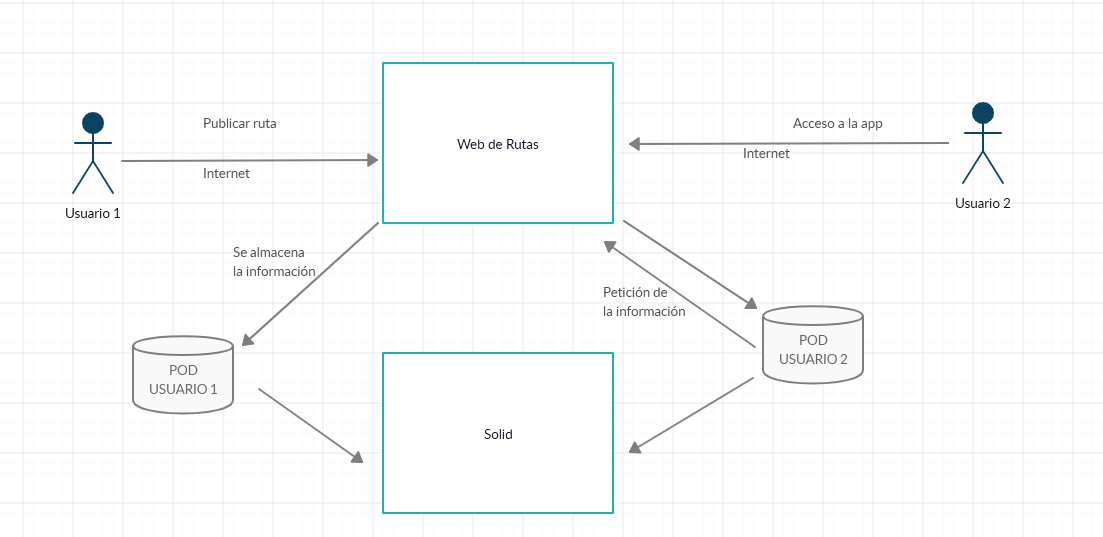 Publicar ruta
Internet
Usuario 1
Web de Rutas
Acceso a la app
Internet
Usuario 2
Se almacena
la información
Petición de
la información
POD
USUARIO 1
POD
USUARIO 2
Solid